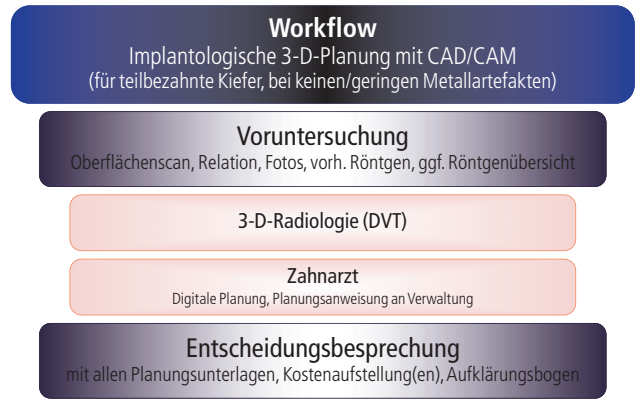 Workflow
Implantologische 3-D-Planung mit CAD/CAM
(für teilbezahnte Kiefer, bei keinen/geringen Metallartefakten)
Voruntersuchung
Oberflächenscan, Relation, Fotos, vorh. Röntgen, ggf. Röntgenübersicht
3-D-Radiologie (DVT)
Zahnarzt
Digitale Planung, Planungsanweisung an Verwaltung
Entscheidungsbesprechung
mit allen Planungsunterlagen, Kostenaufstellung(en), Aufklärungsbogen